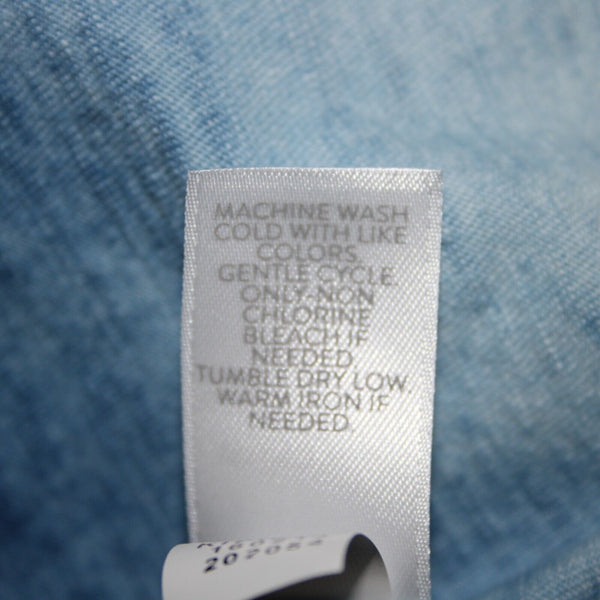 MACHINE WASH
COLD WITH LIKE
COLORS.
GENTLE CYCLE.
ONLY-NON
CHLORINE
BLEACH IF
NEEDED.
TUMBLE DRY LOW.
WARM IRON IF
NEEDED.
207082